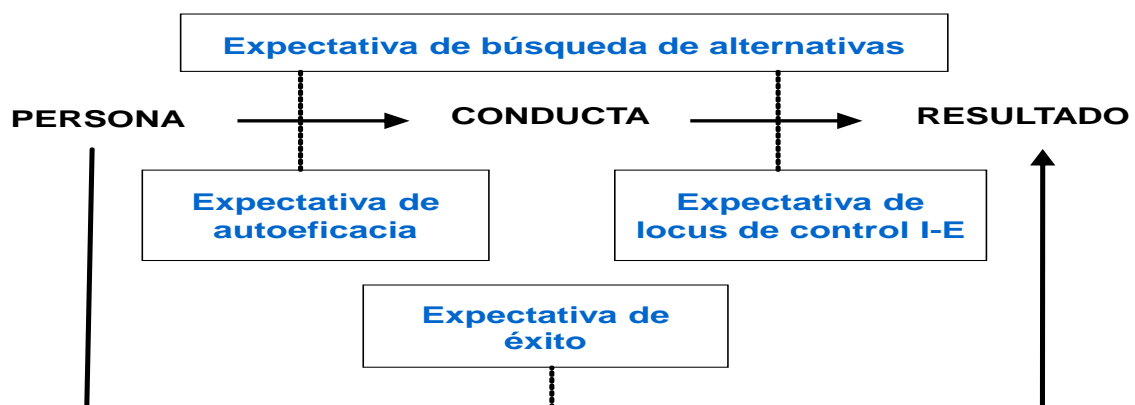 Expectativa de búsqueda de alternativas
PERSONA CONDUCTA RESULTADO
Expectativa de
autoeficacia
Expectativa de
locus de control I-E
Expectativa de
éxito